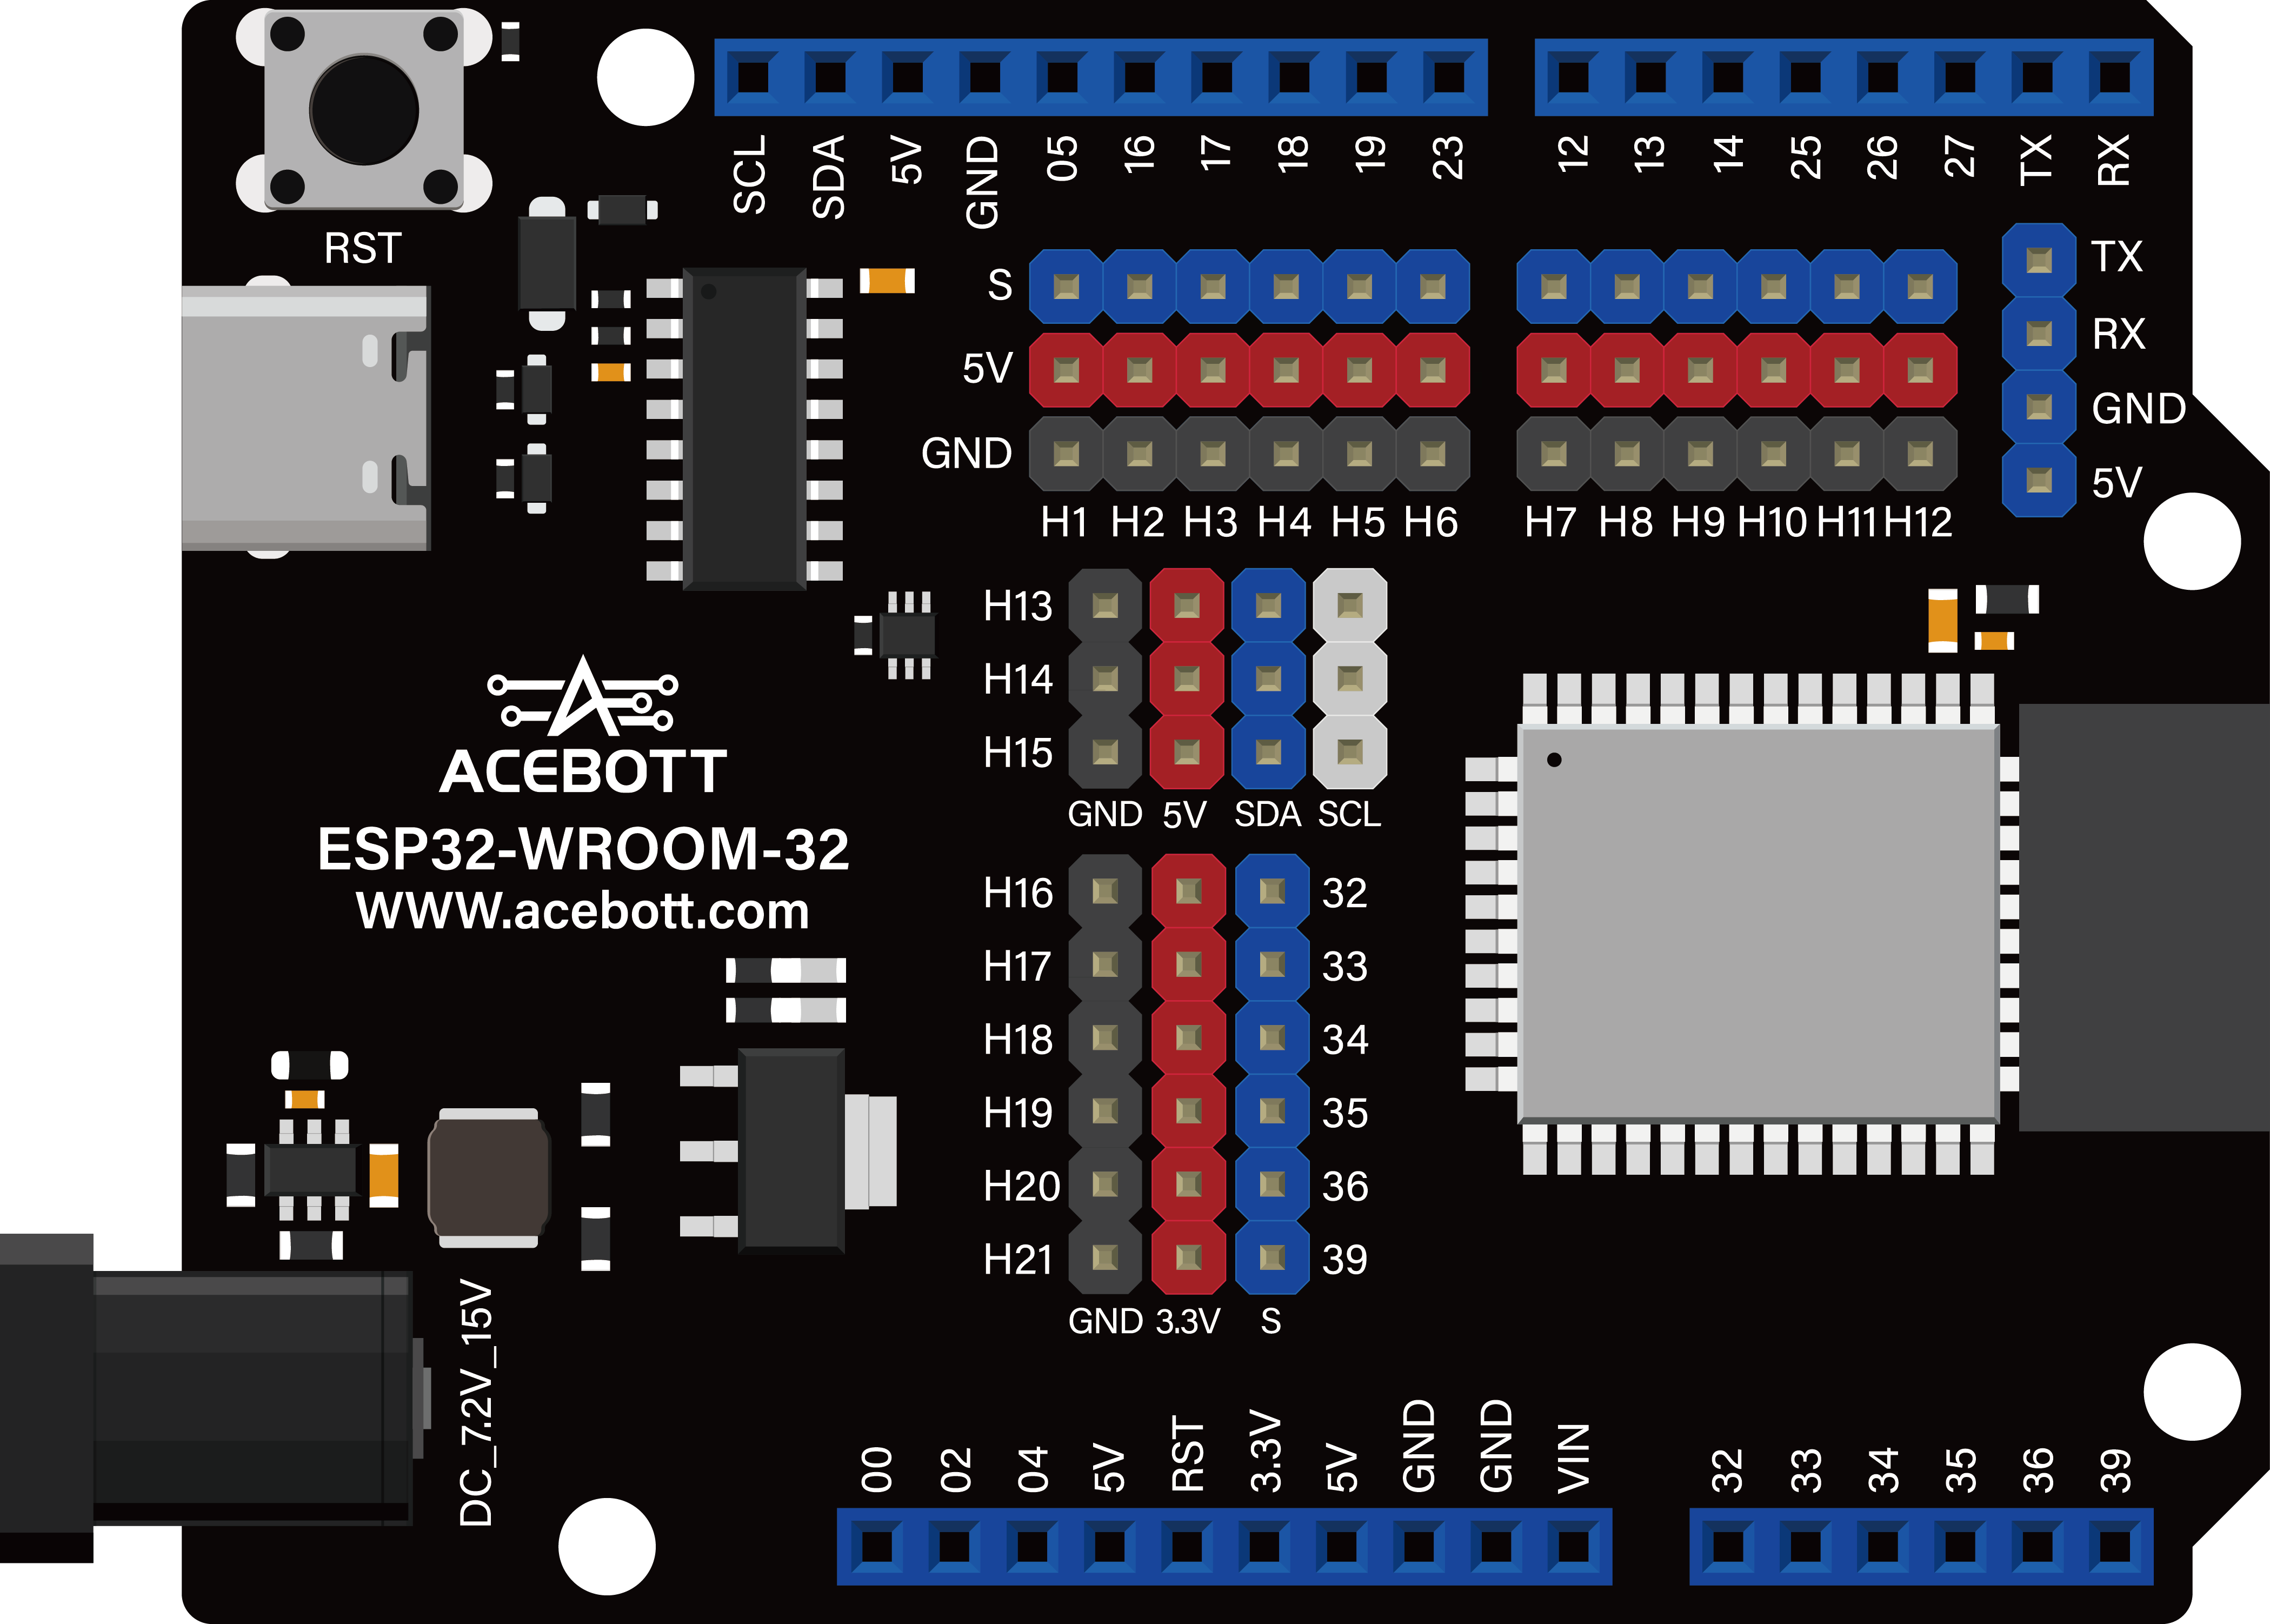 SCL SDA 5V GND 05 16 17 18 19 23 12 13 14 25 26 27 TX RX
RST
S
5V
GND
H1 H2 H3 H4 H5 H6 H7 H8 H9 H10 H11 H12
TX
RX
GND
5V
H13
H14
H15
GND 5V SDA SCL
ACEBOTT
ESP32-WROOM-32
WWW.acebott.com
H16 32
H17 33
H18 34
H19 35
H20 36
H21 39
GND 3.3V S
DC_7.2V_15V
00 02 04 5V RST 3.3V 5V GND GND VIN 32 33 34 35 36 39